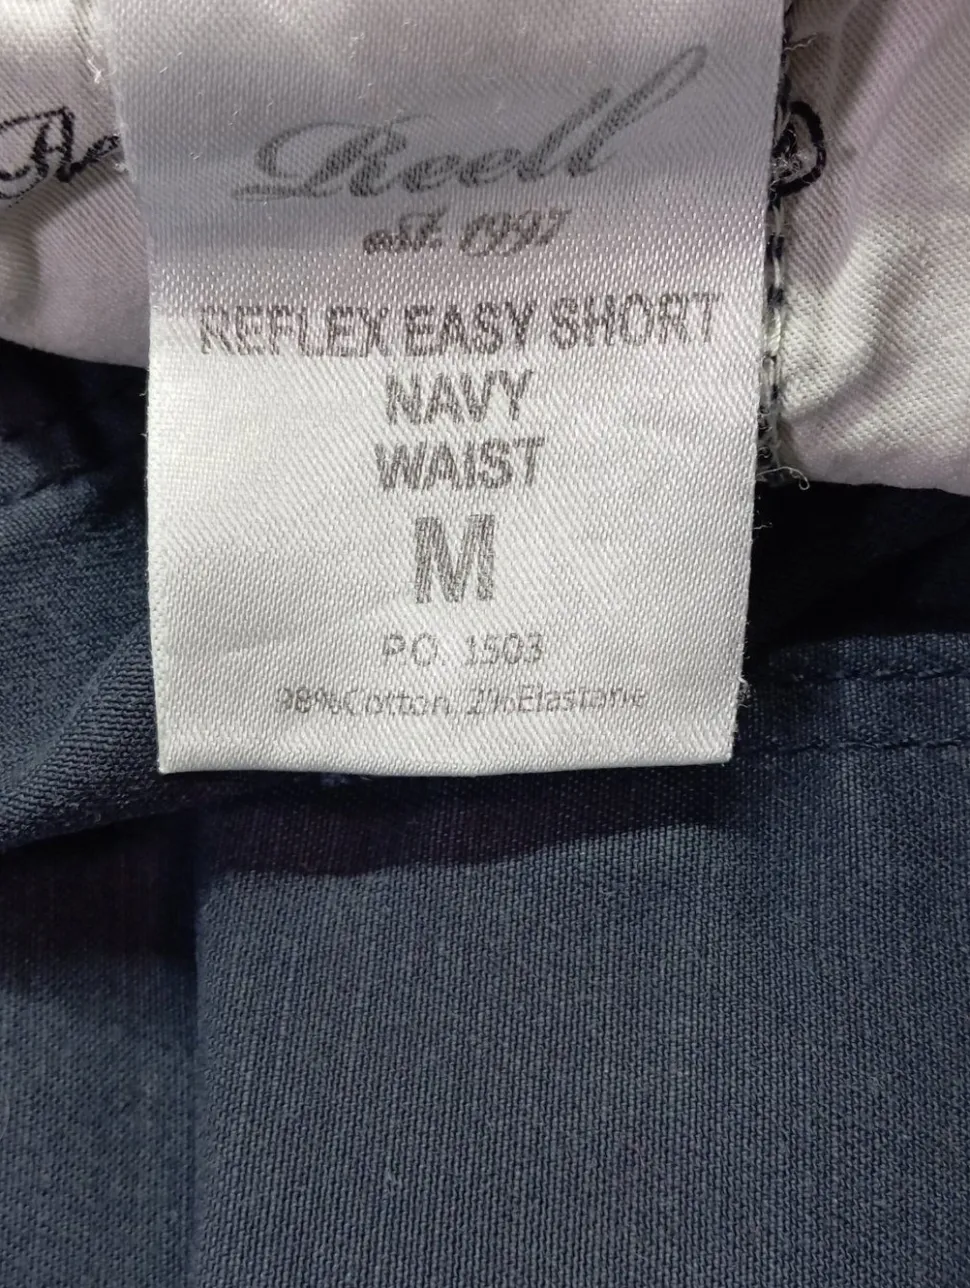 Reell
est. 1997
REFLEX EASY SHORT
NAVY
WAIST
M
P.O. 1503
98%Cotton 2%Elastane